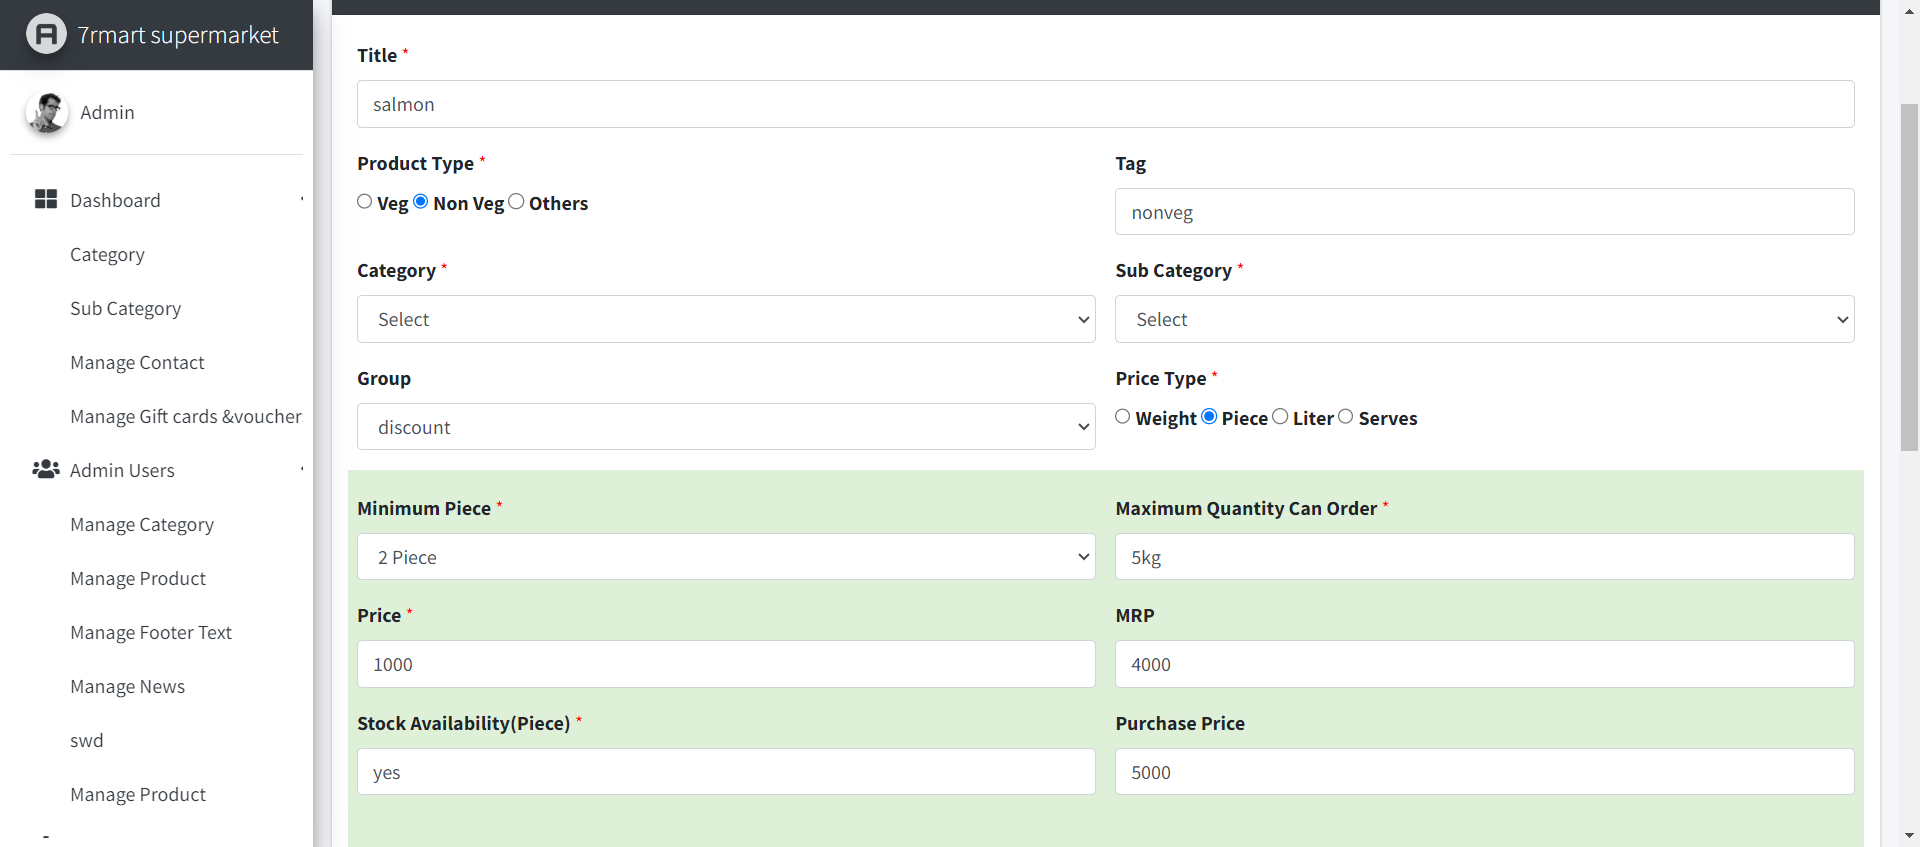 7rmart supermarket
Admin
Dashboard
Category
Sub Category
Manage Contact
Manage Gift cards &voucher
Admin Users
Manage Category
Manage Product
Manage Footer Text
Manage News
swd
Manage Product
Title *
salmon
Product Type *
Veg Non Veg Others
Tag
nonveg
Category *
Select
Sub Category *
Select
Group
discount
Price Type *
Weight Piece Liter Serves
Minimum Piece *
2 Piece
Maximum Quantity Can Order *
5kg
Price *
1000
MRP
4000
Stock Availability(Piece) *
yes
Purchase Price
5000